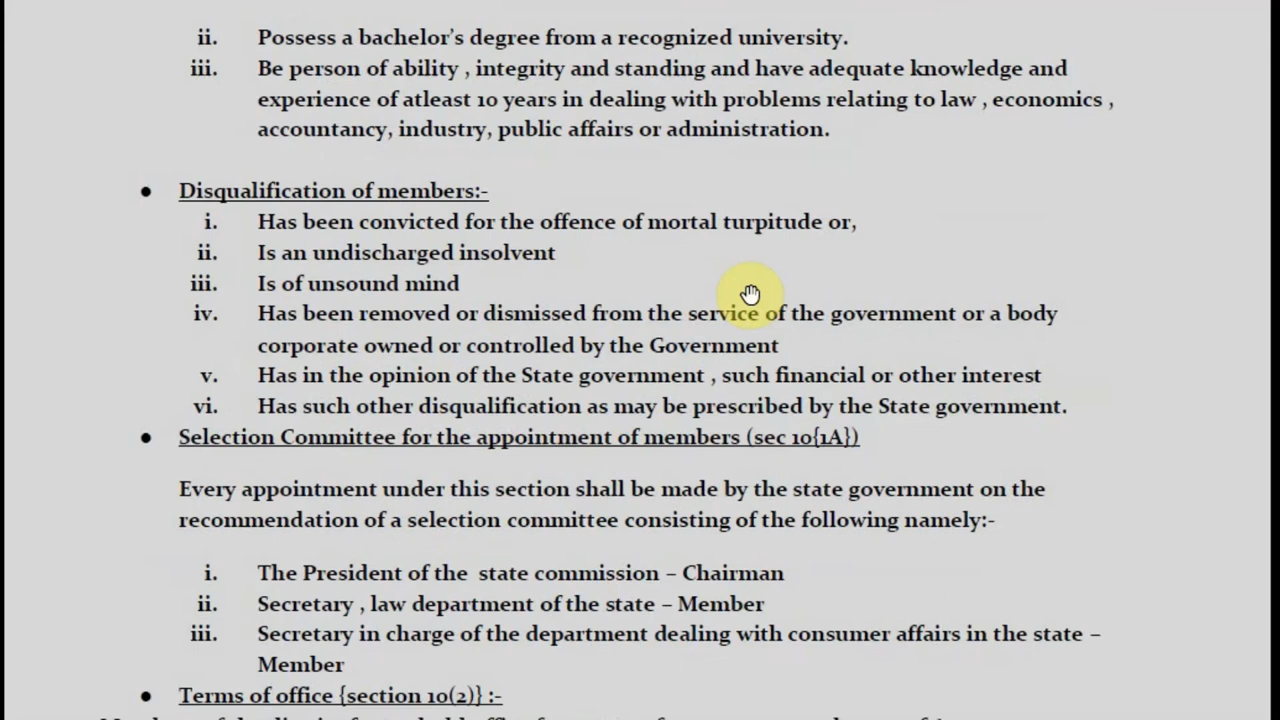 ii. Possess a bachelor's degree from a recognized university.
iii. Be person of ability , integrity and standing and have adequate knowledge and
experience of atleast 10 years in dealing with problems relating to law , economics ,
accountancy, industry, public affairs or administration.
● Disqualification of members:-
i. Has been convicted for the offence of mortal turpitude or,
ii. Is an undischarged insolvent
iii. Is of unsound mind
iv. Has been removed or dismissed from the service of the government or a body
corporate owned or controlled by the Government
v. Has in the opinion of the State government , such financial or other interest
vi. Has such other disqualification as may be prescribed by the State government.
● Selection Committee for the appointment of members (sec 10{1A})
Every appointment under this section shall be made by the state government on the
recommendation of a selection committee consisting of the following namely:-
i. The President of the state commission – Chairman
ii. Secretary , law department of the state – Member
iii. Secretary in charge of the department dealing with consumer affairs in the state –
Member
● Terms of office {section 10(2)} :-